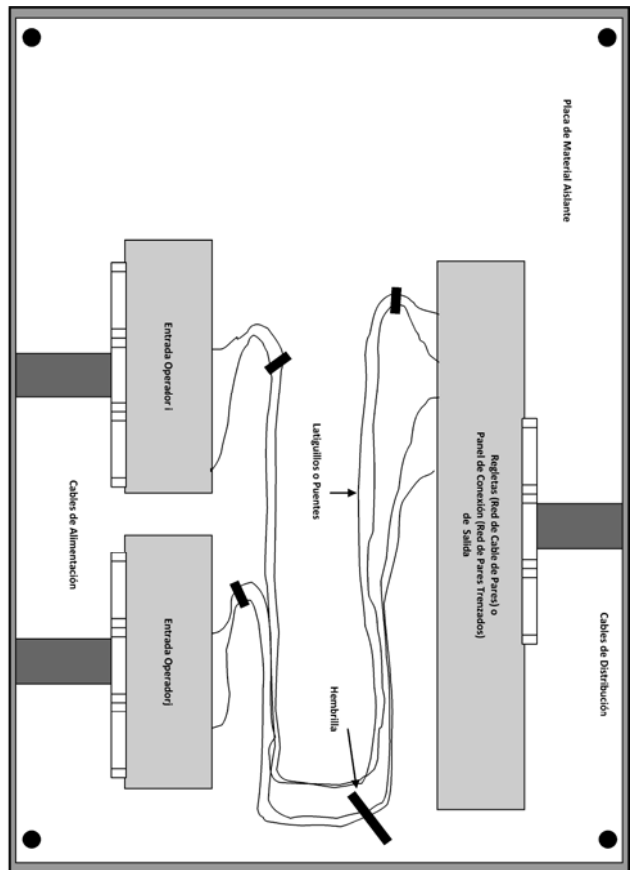 Cables de Distribución
Placa de Material Aislante
Regletas (Red de Cable de Pares) o
Panel de Conexión (Red de Pares Trenzados)
de Salida
Latiguillos o Puentes
Hembrilla
Entrada Operador i
Entrada Operadorj
Cables de Alimentación